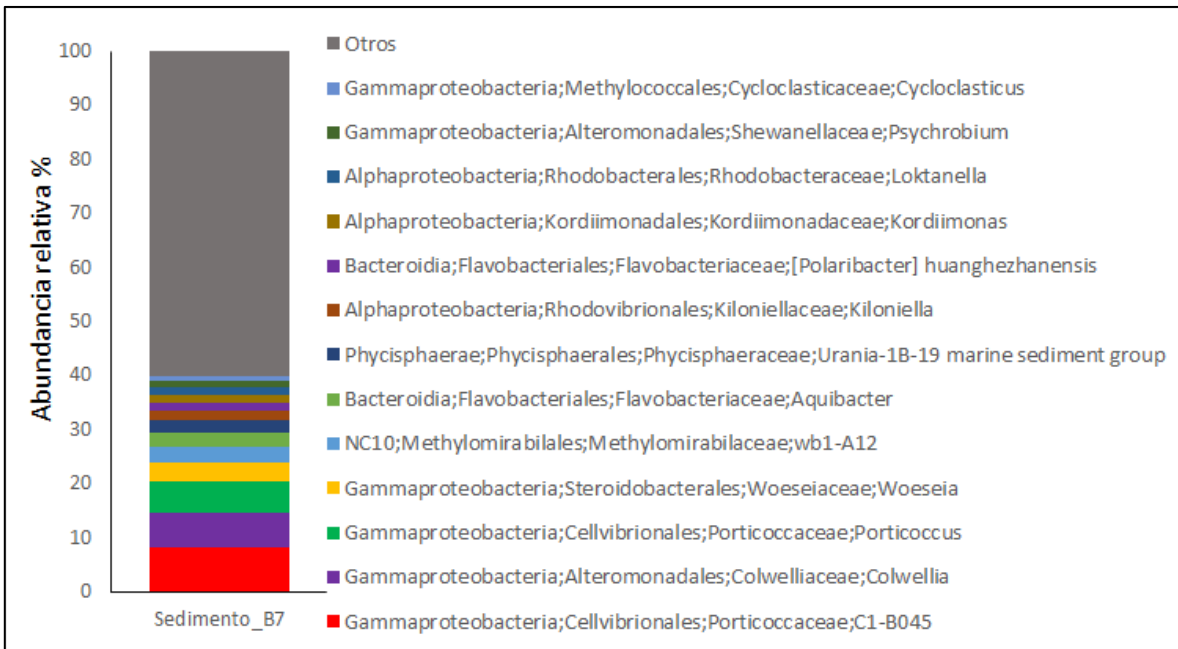 Abundancia relativa %
100
90
80
70
60
50
40
30
20
10
0
Sedimento_B7
Otros
Gammaproteobacteria;Methylococcales;Cycloclasticaceae;Cycloclasticus
Gammaproteobacteria;Alteromonadales;Shewanellaceae;Psychrobium
Alphaproteobacteria;Rhodobacterales;Rhodobacteraceae;Loktanella
Alphaproteobacteria;Kordiimonadales;Kordiimonadaceae;Kordiimonas
Bacteroidia;Flavobacteriales;Flavobacteriaceae;[Polaribacter] huanghezhanensis
Alphaproteobacteria;Rhodovibrionales;Kiloniellaceae;Kiloniella
Phycisphaerae;Phycisphaerales;Phycisphaeraceae;Urania-1B-19 marine sediment group
Bacteroidia;Flavobacteriales;Flavobacteriaceae;Aquibacter
NC10;Methylomirabilales;Methylomirabilaceae;wb1-A12
Gammaproteobacteria;Steroidobacterales;Woeseiaceae;Woeseia
Gammaproteobacteria;Cellvibrionales;Porticoccaceae;Porticoccus
Gammaproteobacteria;Alteromonadales;Colwelliaceae;Colwellia
Gammaproteobacteria;Cellvibrionales;Porticoccaceae;C1-B045